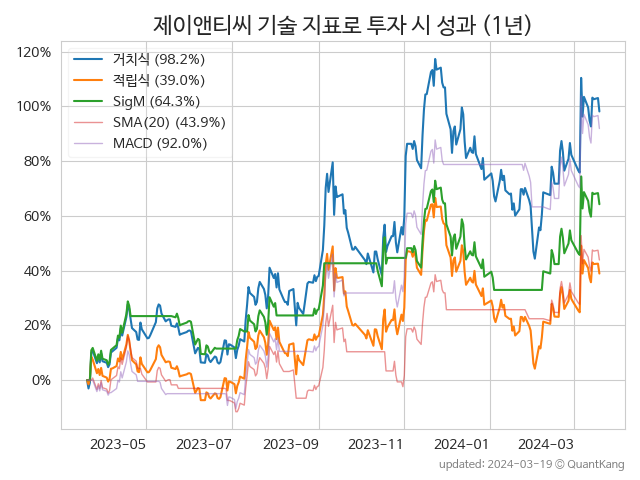 제이앤티씨 기술 지표로 투자 시 성과 (1년)
120%
100%
80%
60%
40%
20%
0%
거치식 (98.2%)
적립식 (39.0%)
SigM (64.3%)
SMA(20) (43.9%)
MACD (92.0%)
2023-05 2023-07 2023-09 2023-11 2024-01 2024-03
updated: 2024-03-19 © QuantKang